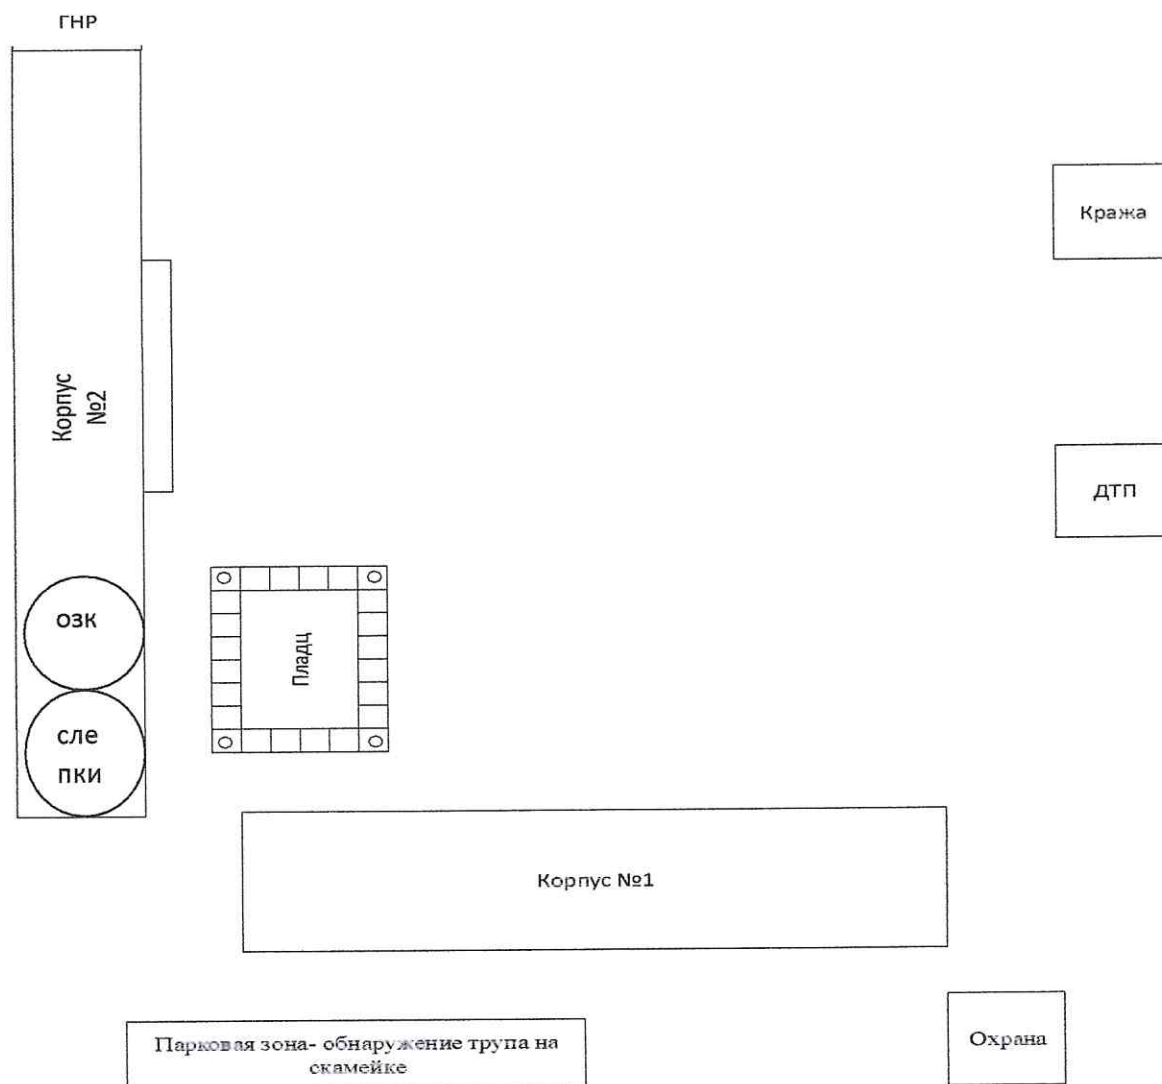 ГНР
Кража
Корпус
№2
ДТП
озк
Пладц
сле
пки
Корпус №1
Охрана
Парковая зона- обнаружение трупа на
скамейке